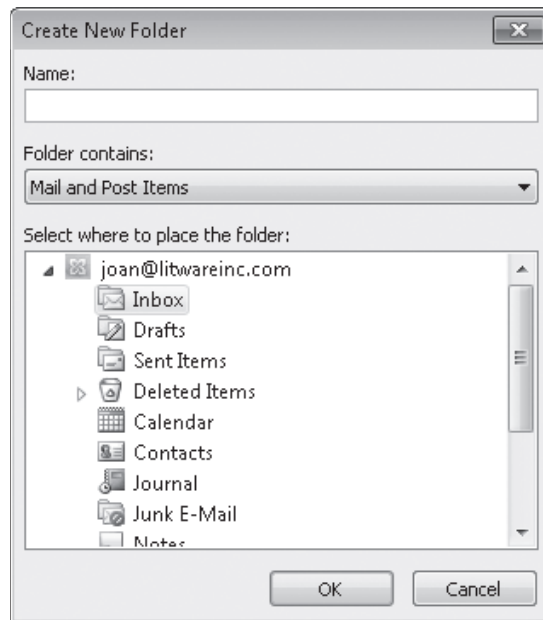 Create New Folder
Name:
Folder contains:
Mail and Post Items
Select where to place the folder:
joan@litwareinc.com
Inbox
Drafts
Sent Items
Deleted Items
Calendar
Contacts
Journal
Junk E-Mail
Notes
OK Cancel